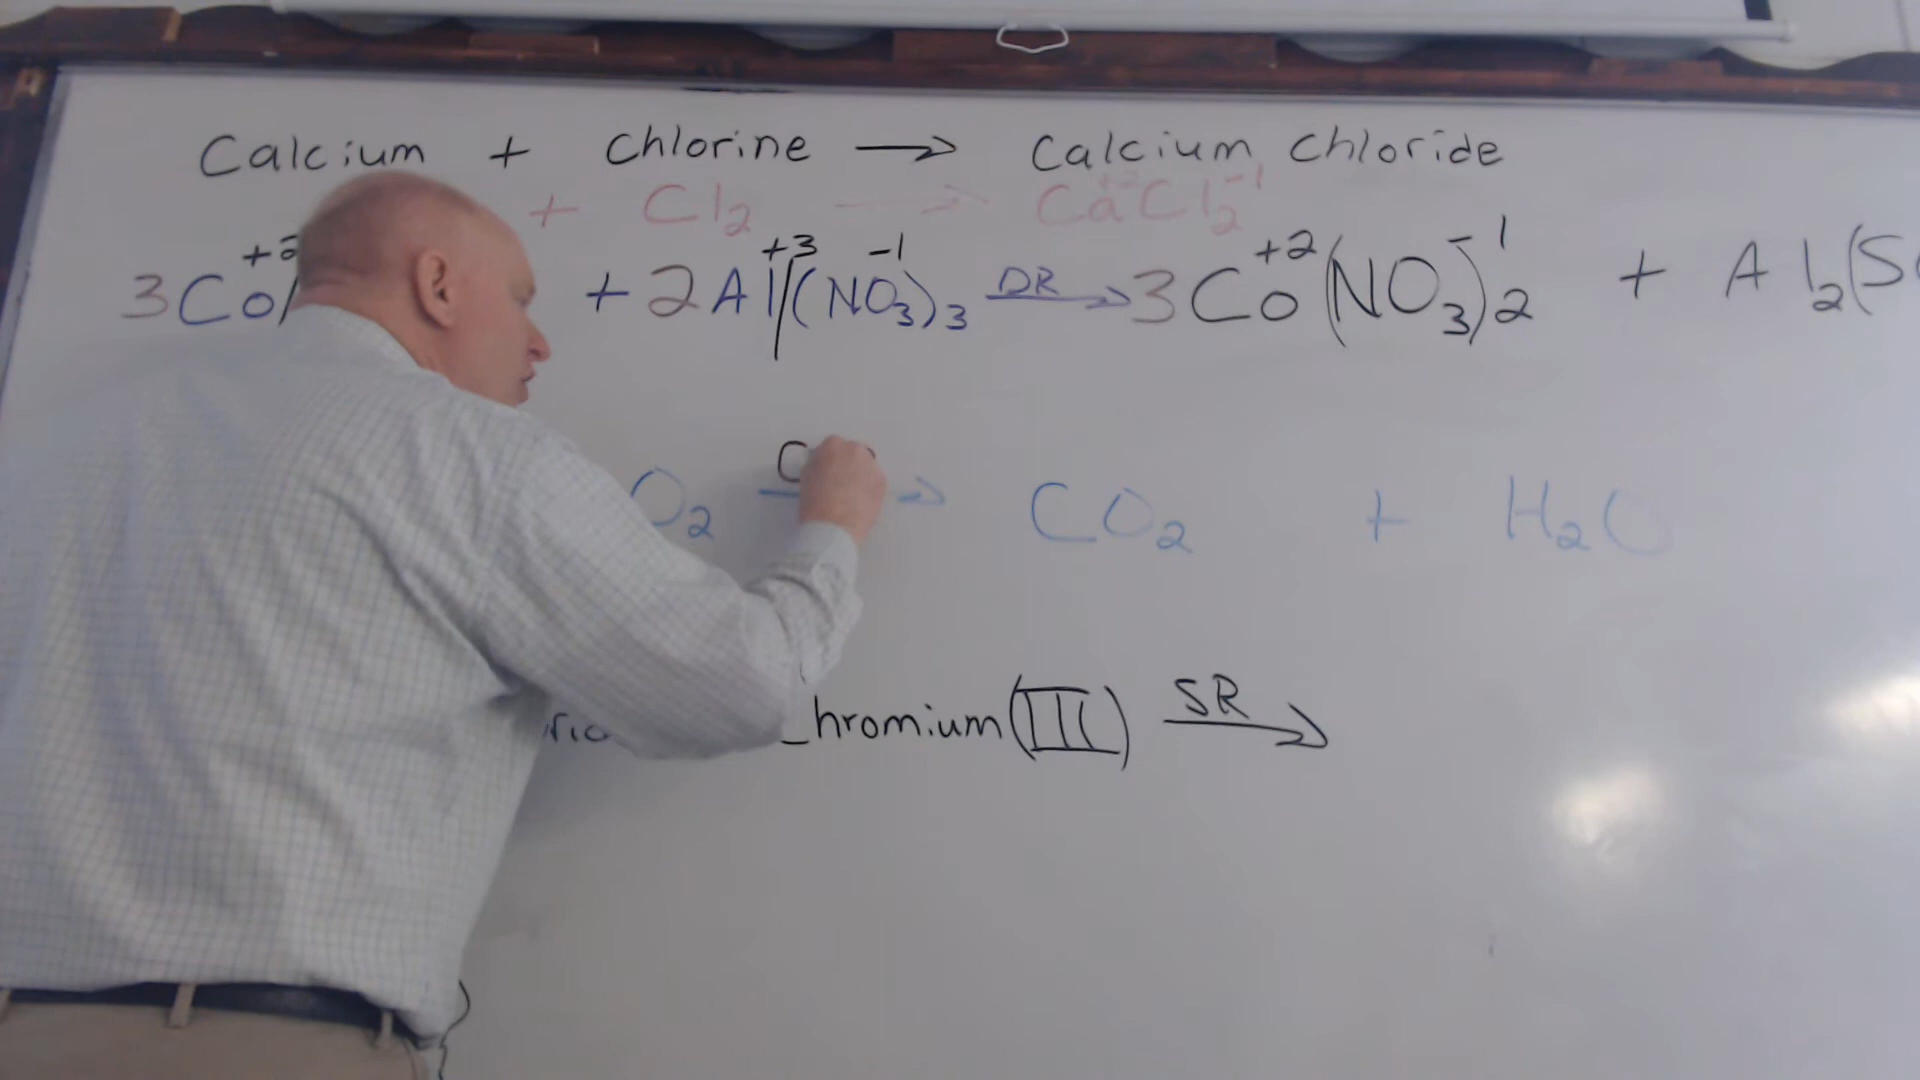 Calcium + Chlorine → Calcium Chloride
+ Cl₂ → Ca⁺²Cl₂⁻¹
3Co + 2Al⁺³/(NO₃)₃⁻¹ DR→ 3Co⁺²(NO₃)₂⁻¹ + Al₂(S
O₂ → CO₂ + H₂O
hromium(III) SR→